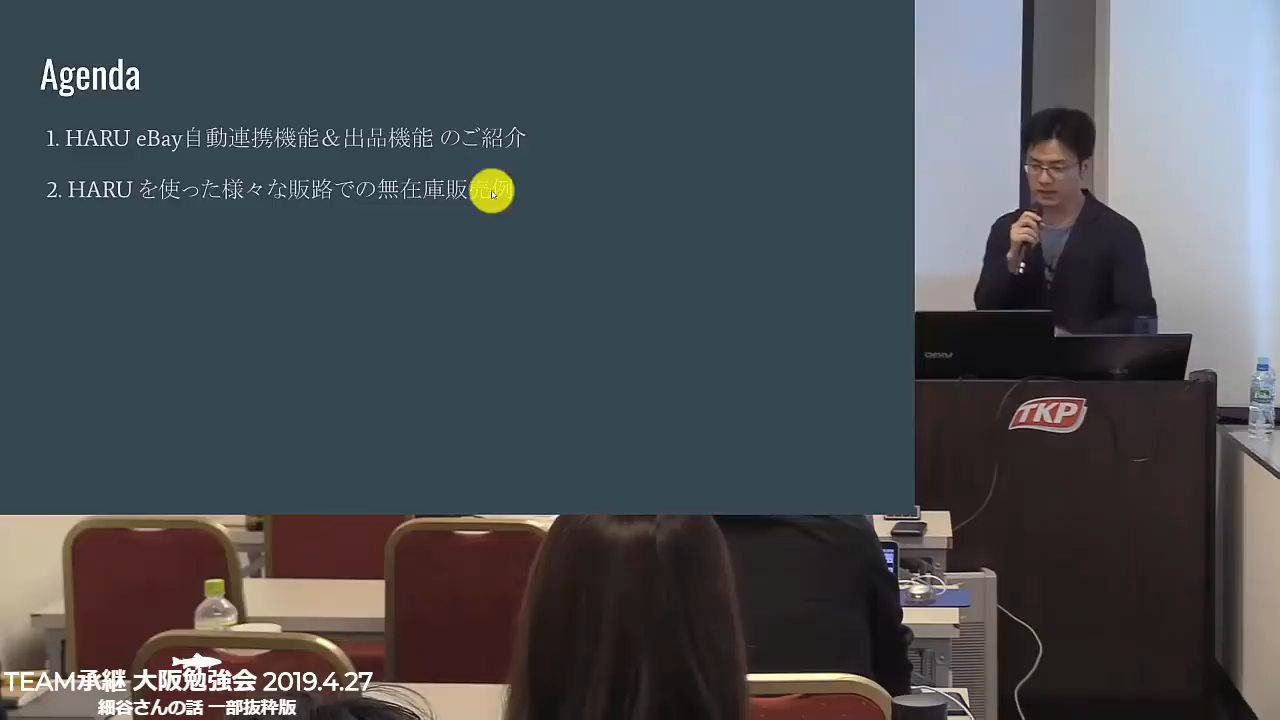 Agenda
1. HARU eBay自動連携機能＆出品機能 のご紹介
2. HARU を使った様々な販路での無在庫販売例
TKP
TEAM承継 大阪勉強会 2019.4.27
細谷さんの話 一部抜粋版